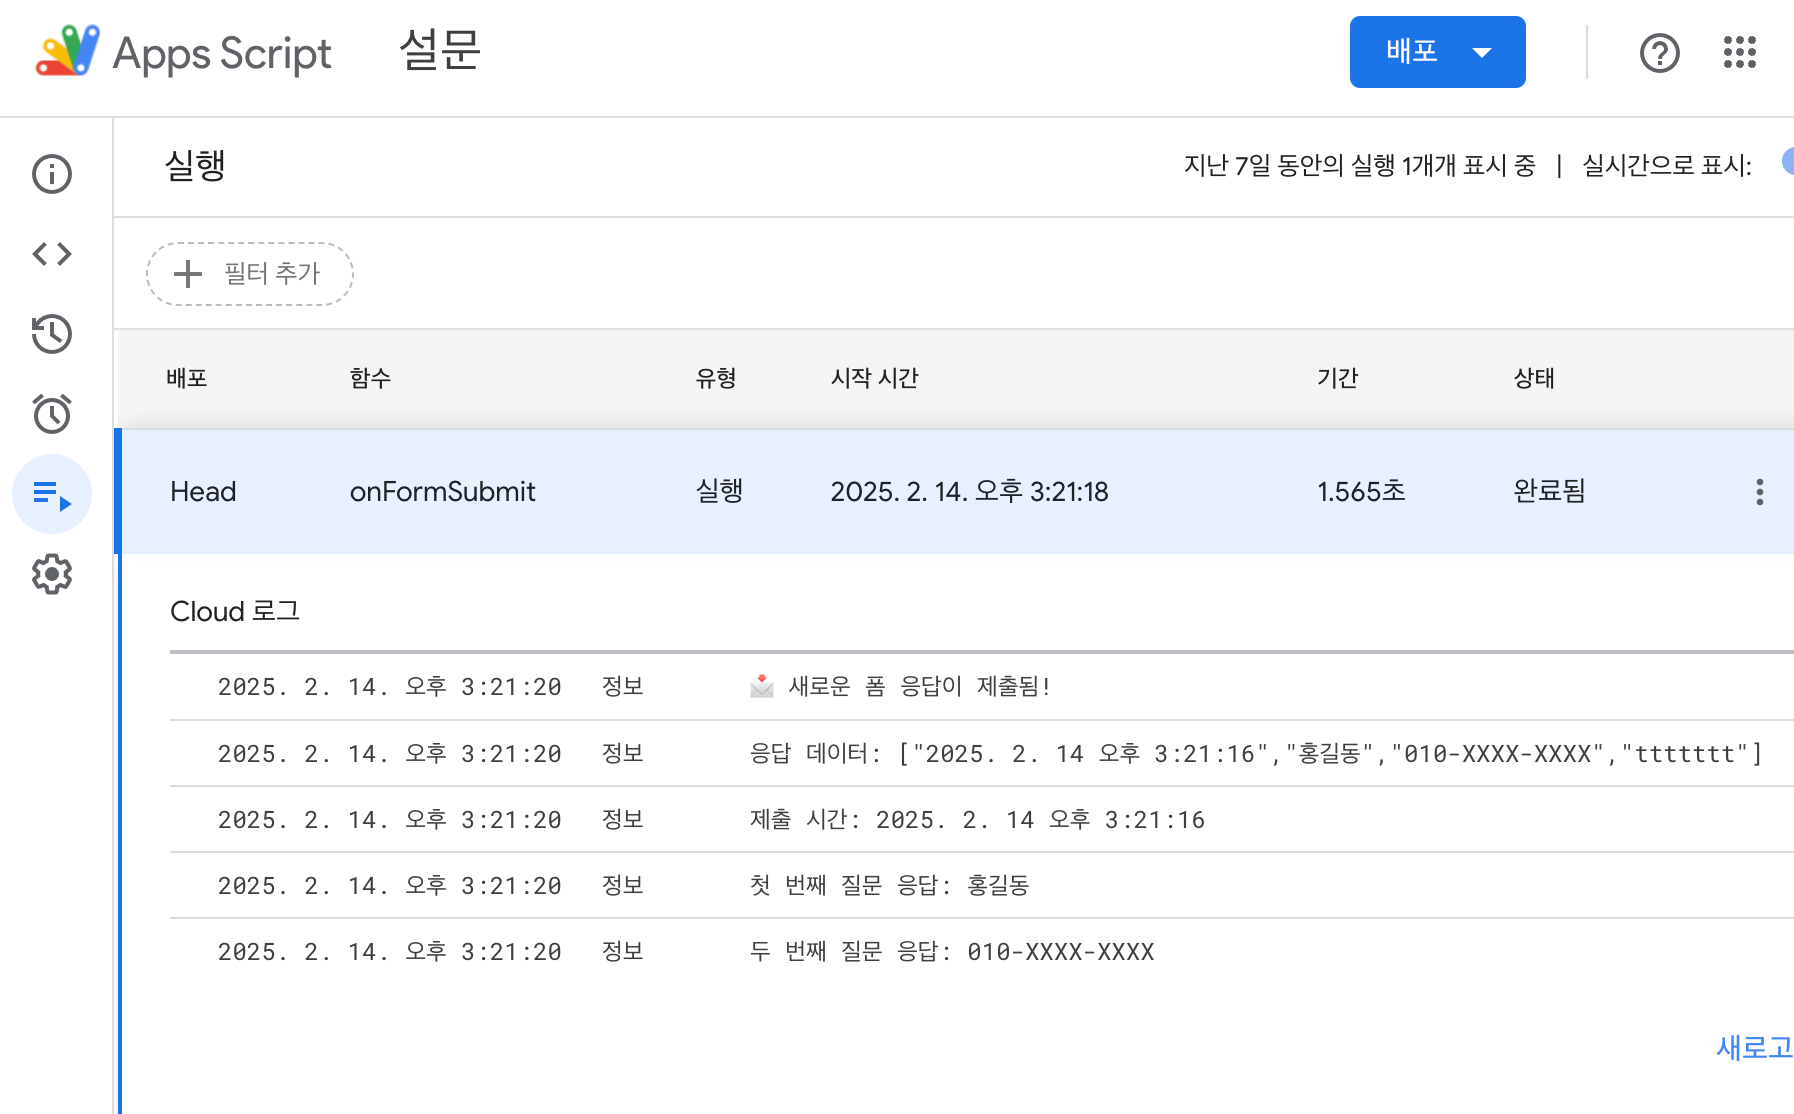 Apps Script 설문 배포
실행 지난 7일 동안의 실행 1개개 표시 중 | 실시간으로 표시:
필터 추가
배포 함수 유형 시작 시간 기간 상태
Head onFormSubmit 실행 2025. 2. 14. 오후 3:21:18 1.565초 완료됨
Cloud 로그
2025. 2. 14. 오후 3:21:20 정보 📩 새로운 폼 응답이 제출됨!
2025. 2. 14. 오후 3:21:20 정보 응답 데이터: ["2025. 2. 14 오후 3:21:16","홍길동","010-XXXX-XXXX","ttttttt"]
2025. 2. 14. 오후 3:21:20 정보 제출 시간: 2025. 2. 14 오후 3:21:16
2025. 2. 14. 오후 3:21:20 정보 첫 번째 질문 응답: 홍길동
2025. 2. 14. 오후 3:21:20 정보 두 번째 질문 응답: 010-XXXX-XXXX
새로고